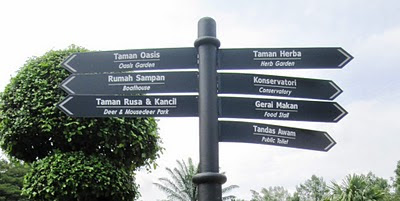 Taman Oasis
Oasis Garden
Rumah Sampan
Boathouse
Taman Rusa & Kancil
Deer & Mousedeer Park
Taman Herba
Herb Garden
Konservatori
Conservatory
Gerai Makan
Food Stall
Tandas Awam
Public Toilet